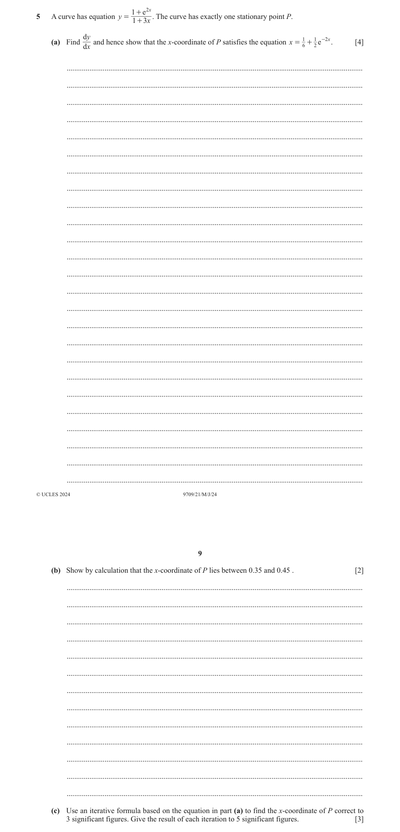 5 A curve has equation y = (1 + e^{2x})/(1 + 3x). The curve has exactly one stationary point P.
(a) Find dy/dx and hence show that the x-coordinate of P satisfies the equation x = 1/6 + 1/2 e^{−2x}. [4]
© UCLES 2024 9709/21/M/J/24
9
(b) Show by calculation that the x-coordinate of P lies between 0.35 and 0.45 . [2]
(c) Use an iterative formula based on the equation in part (a) to find the x-coordinate of P correct to
3 significant figures. Give the result of each iteration to 5 significant figures. [3]